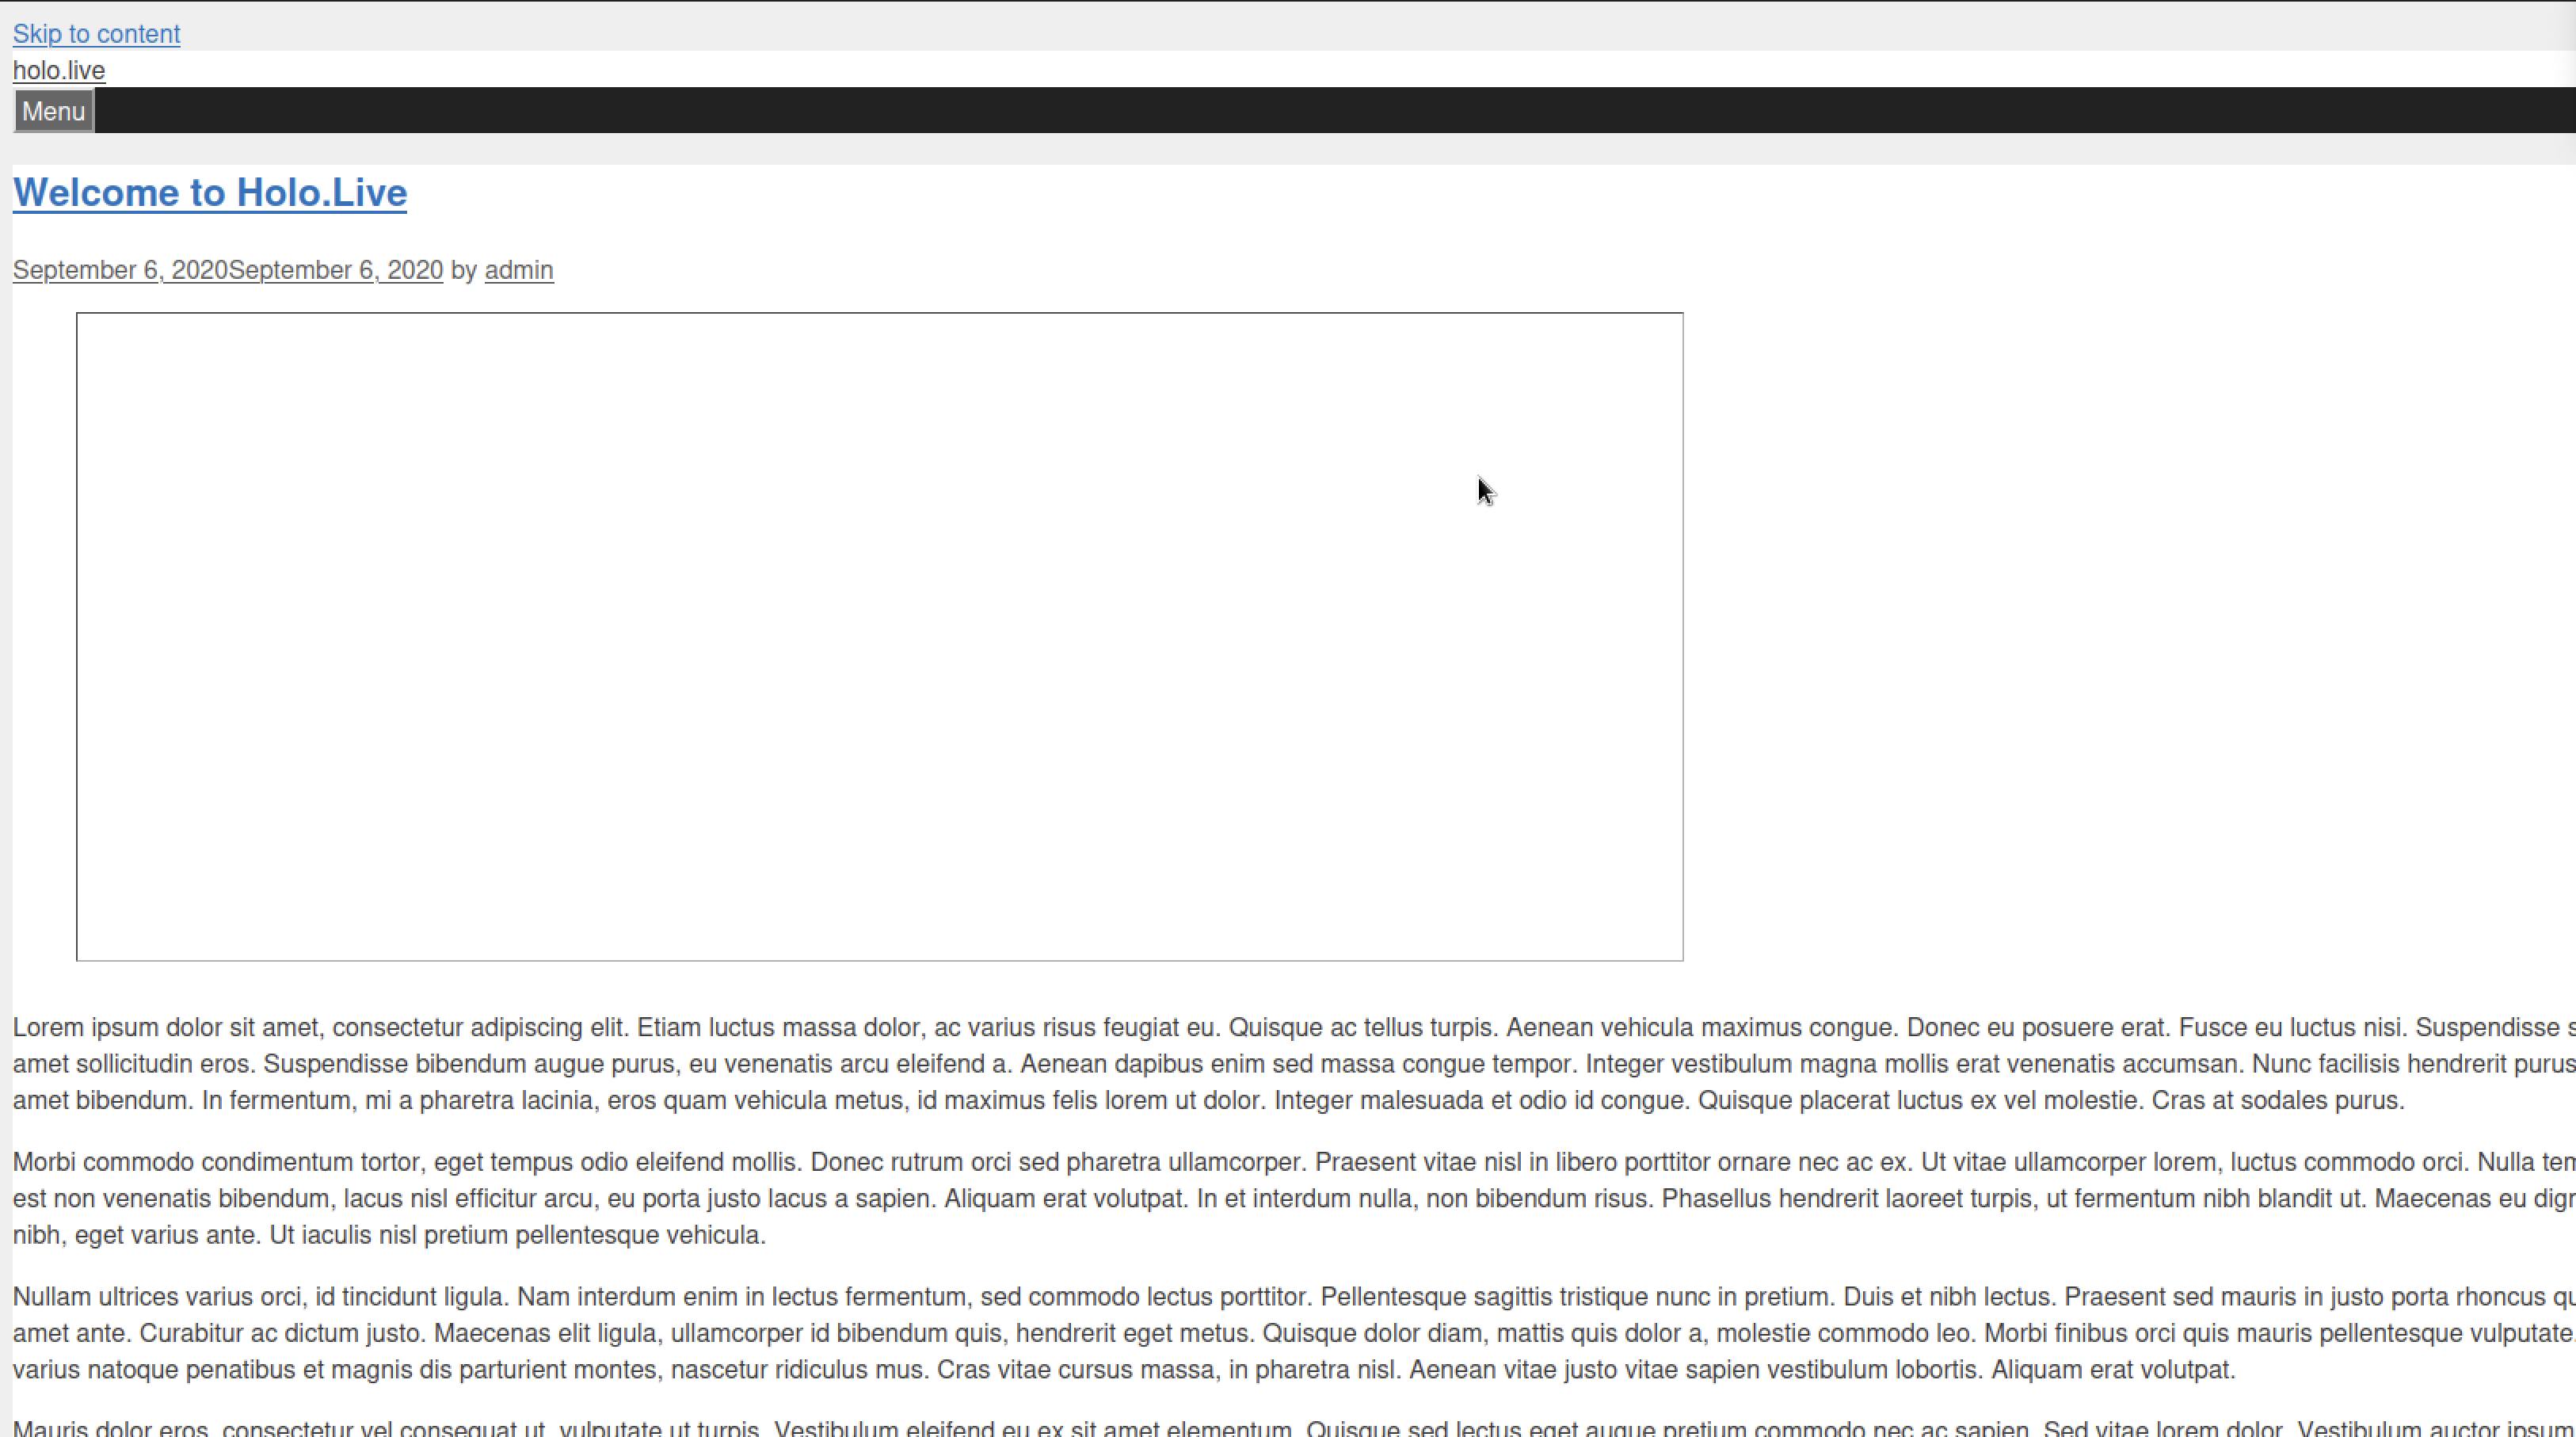 Skip to content
holo.live
Menu
Welcome to Holo.Live
September 6, 2020September 6, 2020 by admin
Lorem ipsum dolor sit amet, consectetur adipiscing elit. Etiam luctus massa dolor, ac varius risus feugiat eu. Quisque ac tellus turpis. Aenean vehicula maximus congue. Donec eu posuere erat. Fusce eu luctus nisi. Suspendisse
amet sollicitudin eros. Suspendisse bibendum augue purus, eu venenatis arcu eleifend a. Aenean dapibus enim sed massa congue tempor. Integer vestibulum magna mollis erat venenatis accumsan. Nunc facilisis hendrerit purus
amet bibendum. In fermentum, mi a pharetra lacinia, eros quam vehicula metus, id maximus felis lorem ut dolor. Integer malesuada et odio id congue. Quisque placerat luctus ex vel molestie. Cras at sodales purus.
Morbi commodo condimentum tortor, eget tempus odio eleifend mollis. Donec rutrum orci sed pharetra ullamcorper. Praesent vitae nisl in libero porttitor ornare nec ac ex. Ut vitae ullamcorper lorem, luctus commodo orci. Nulla
est non venenatis bibendum, lacus nisl efficitur arcu, eu porta justo lacus a sapien. Aliquam erat volutpat. In et interdum nulla, non bibendum risus. Phasellus hendrerit laoreet turpis, ut fermentum nibh blandit ut. Maecenas eu
nibh, eget varius ante. Ut iaculis nisl pretium pellentesque vehicula.
Nullam ultrices varius orci, id tincidunt ligula. Nam interdum enim in lectus fermentum, sed commodo lectus porttitor. Pellentesque sagittis tristique nunc in pretium. Duis et nibh lectus. Praesent sed mauris in justo porta rhoncus
amet ante. Curabitur ac dictum justo. Maecenas elit ligula, ullamcorper id bibendum quis, hendrerit eget metus. Quisque dolor diam, mattis quis dolor a, molestie commodo leo. Morbi finibus orci quis mauris pellentesque vulputate.
varius natoque penatibus et magnis dis parturient montes, nascetur ridiculus mus. Cras vitae cursus massa, in pharetra nisl. Aenean vitae justo vitae sapien vestibulum lobortis. Aliquam erat volutpat.
Mauris dolor eros, consectetur vel consequat ut, vulputate ut turpis. Vestibulum eleifend eu ex sit amet elementum. Quisque sed lectus eget augue pretium commodo nec ac sapien. Sed vitae lorem dolor. Vestibulum auctor ipsum